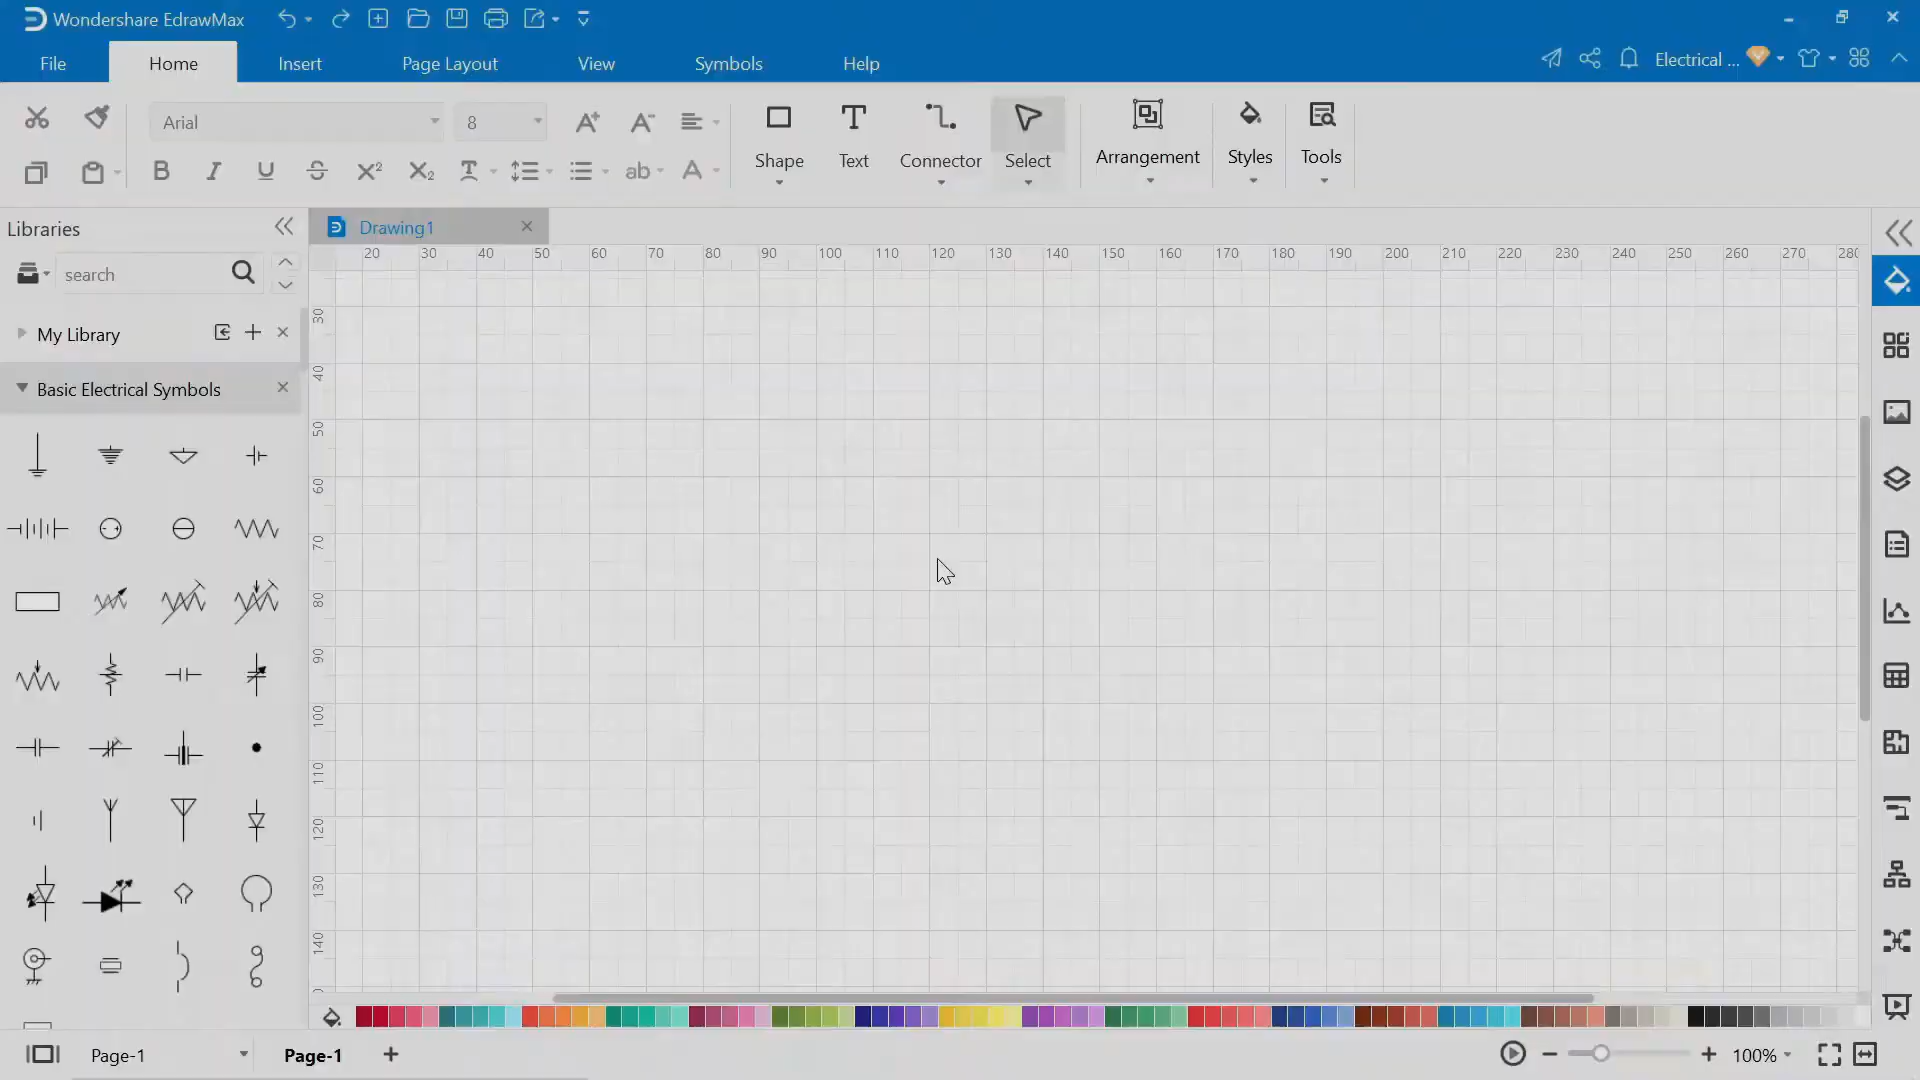 Wondershare EdrawMax
File Home Insert Page Layout View Symbols Help Electrical ...
Arial 8
Shape Text Connector Select Arrangement Styles Tools
Libraries
Drawing1
20 30 40 50 60 70 80 90 100 110 120 130 140 150 160 170 180 190 200 210 220 230 240 250 260 270 280
search
My Library
Basic Electrical Symbols
30
40
50
60
70
80
90
100
110
120
130
140
Page-1 Page-1 100%